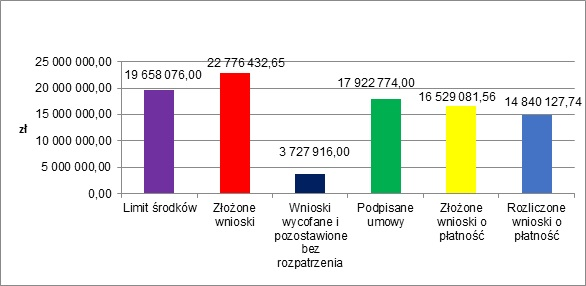 25 000 000,00
20 000 000,00
15 000 000,00
10 000 000,00
5 000 000,00
0,00
zł
19 658 076,00
22 776 432,65
3 727 916,00
17 922 774,00
16 529 081,56
14 840 127,74
Limit środków
Złożone
wnioski
Wnioski
wycofane i
pozostawione
bez
rozpatrzenia
Podpisane
umowy
Złożone
wnioski o
płatność
Rozliczone
wnioski o
płatność